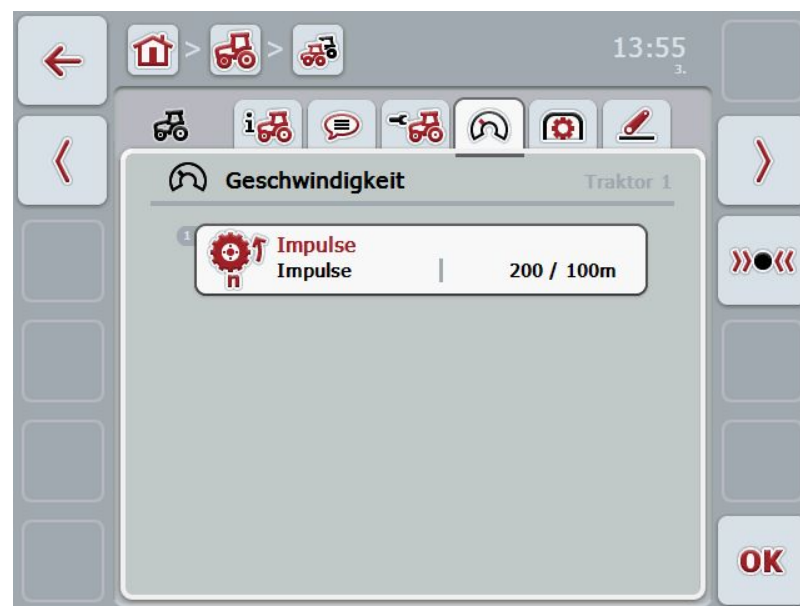 13:55
3.
Geschwindigkeit
Traktor 1
1
Impulse
Impulse
200 / 100m
n
OK